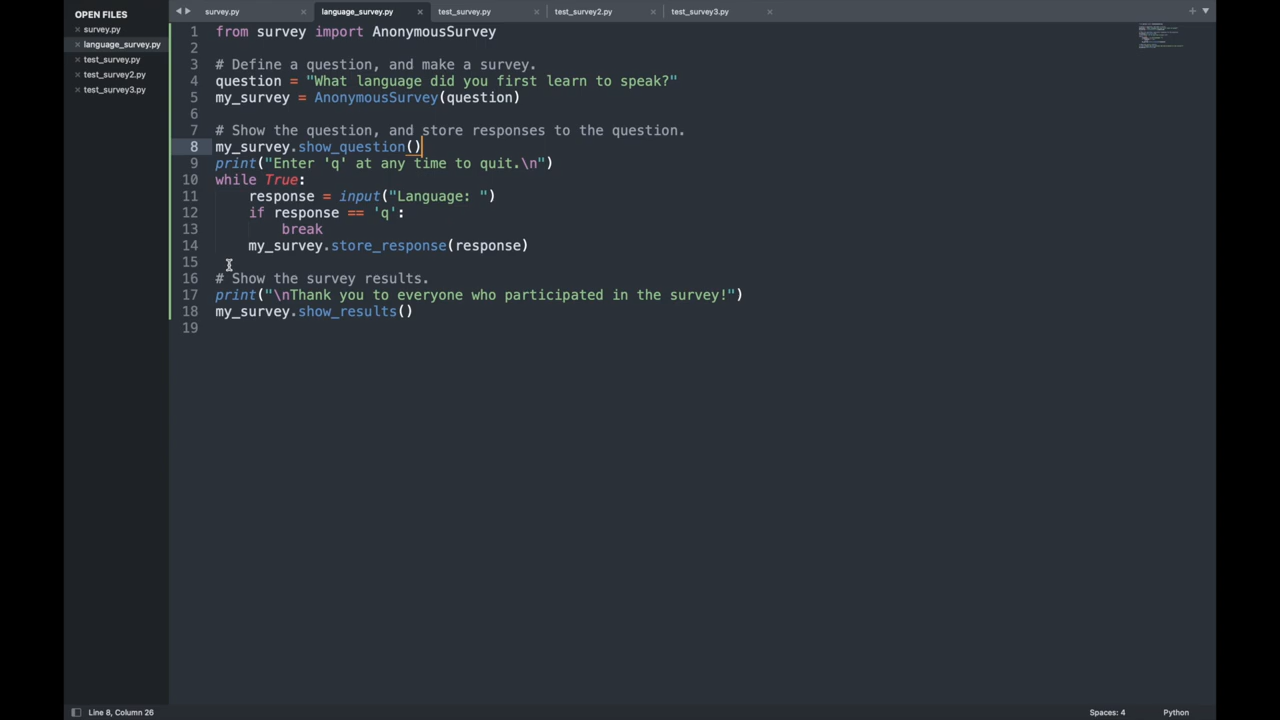 OPEN FILES
survey.py
language_survey.py
test_survey.py
test_survey2.py
test_survey3.py
survey.py × language_survey.py × test_survey.py × test_survey2.py × test_survey3.py ×
1 from survey import AnonymousSurvey
2
3 # Define a question, and make a survey.
4 question = "What language did you first learn to speak?"
5 my_survey = AnonymousSurvey(question)
6
7 # Show the question, and store responses to the question.
8 my_survey.show_question()
9 print("Enter 'q' at any time to quit.\n")
10 while True:
11     response = input("Language: ")
12     if response == 'q':
13         break
14     my_survey.store_response(response)
15
16 # Show the survey results.
17 print("\nThank you to everyone who participated in the survey!")
18 my_survey.show_results()
19
Line 8, Column 26
Spaces: 4
Python